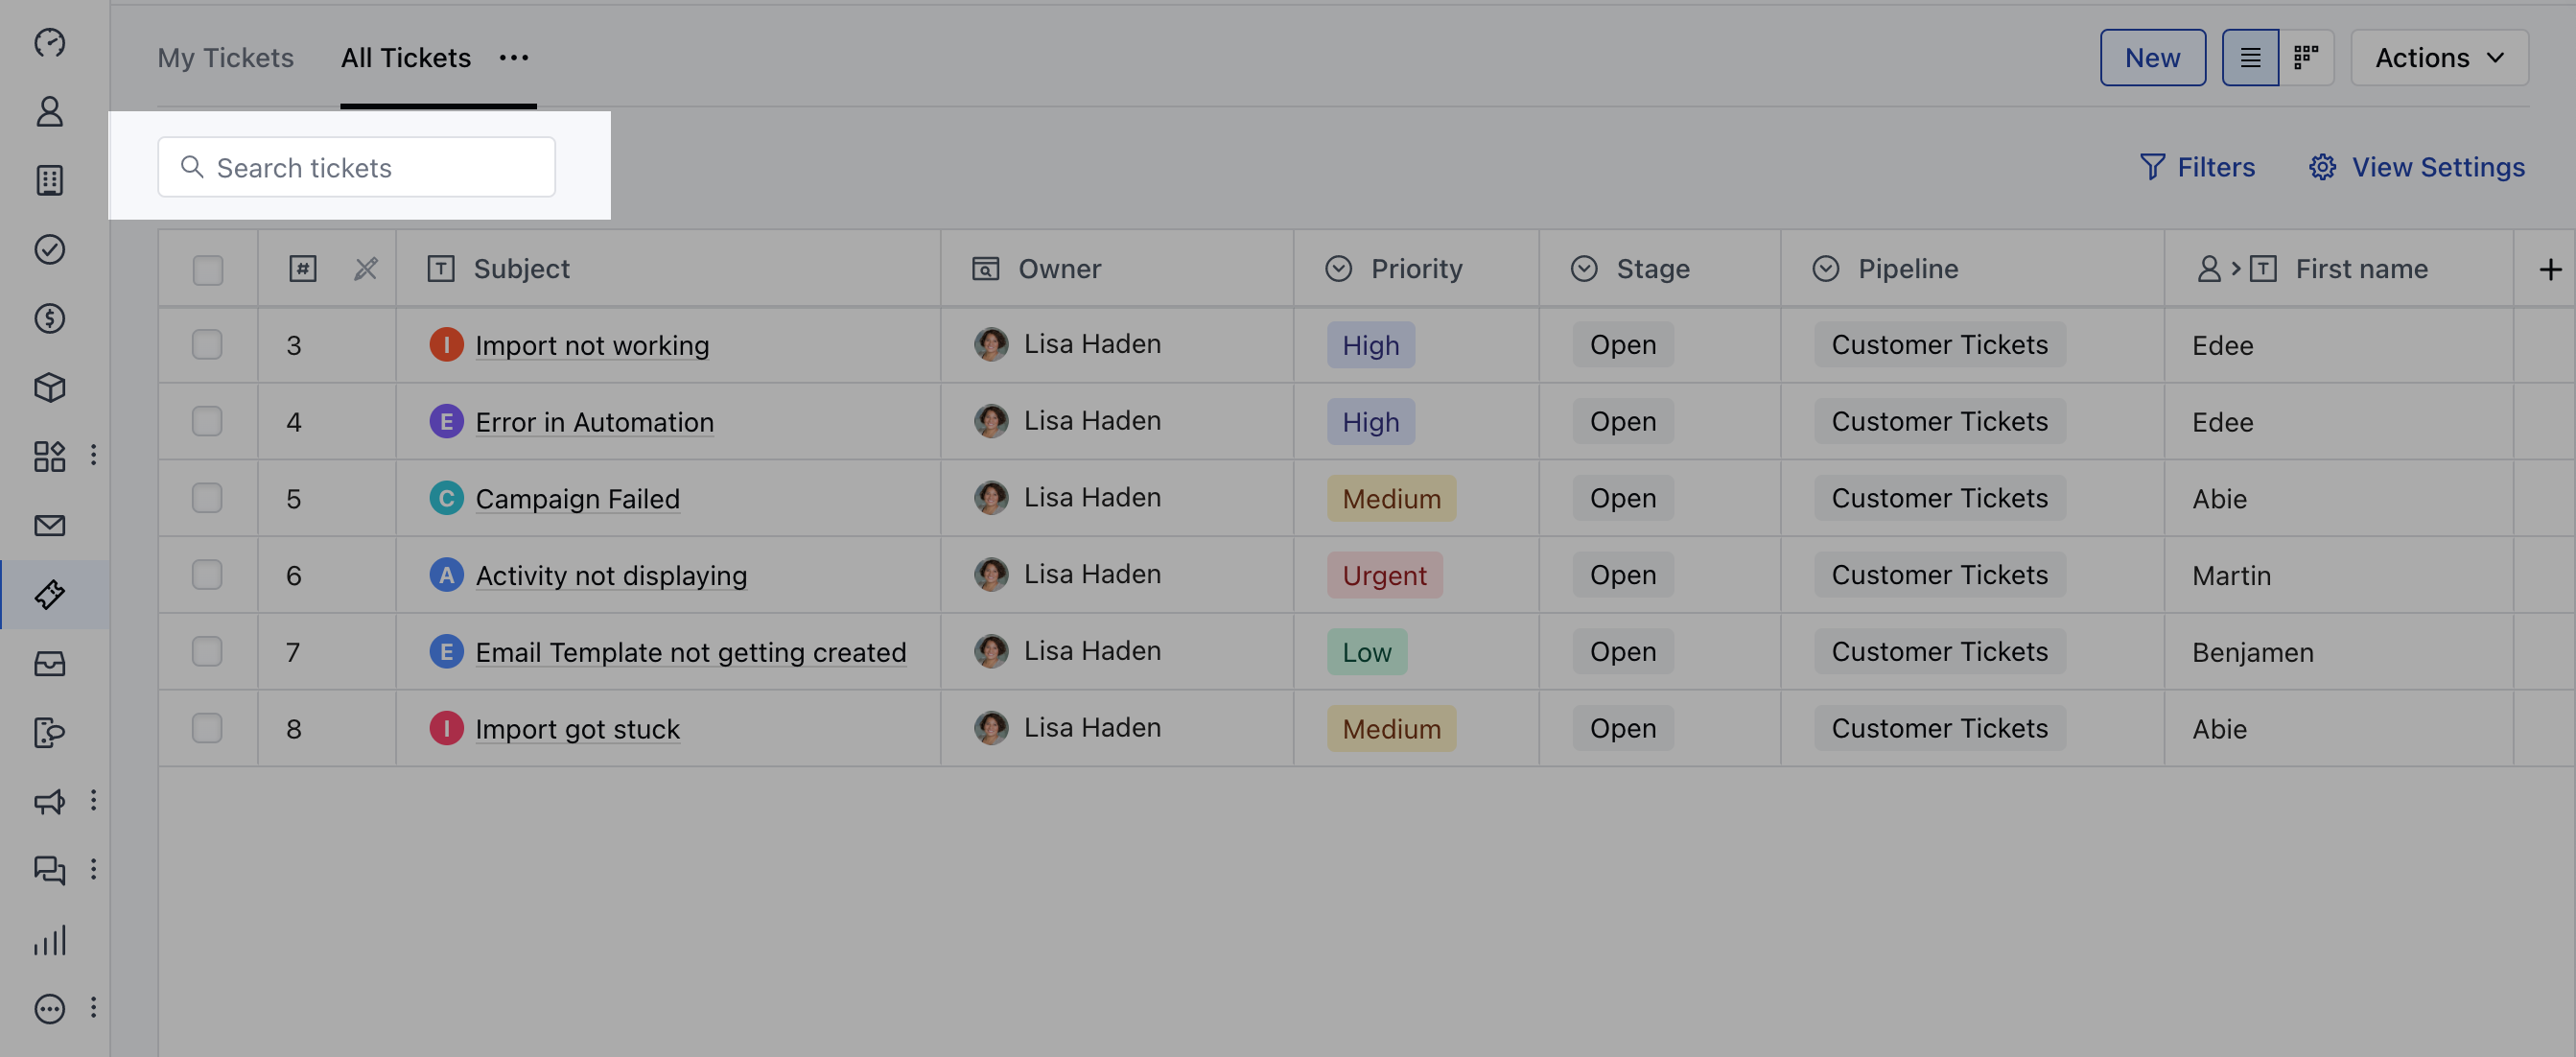 My Tickets All Tickets ••• New Actions
Search tickets Filters View Settings
# T Subject Owner Priority Stage Pipeline T First name +
3 I Import not working Lisa Haden High Open Customer Tickets Edee
4 E Error in Automation Lisa Haden High Open Customer Tickets Edee
5 C Campaign Failed Lisa Haden Medium Open Customer Tickets Abie
6 A Activity not displaying Lisa Haden Urgent Open Customer Tickets Martin
7 E Email Template not getting created Lisa Haden Low Open Customer Tickets Benjamen
8 I Import got stuck Lisa Haden Medium Open Customer Tickets Abie